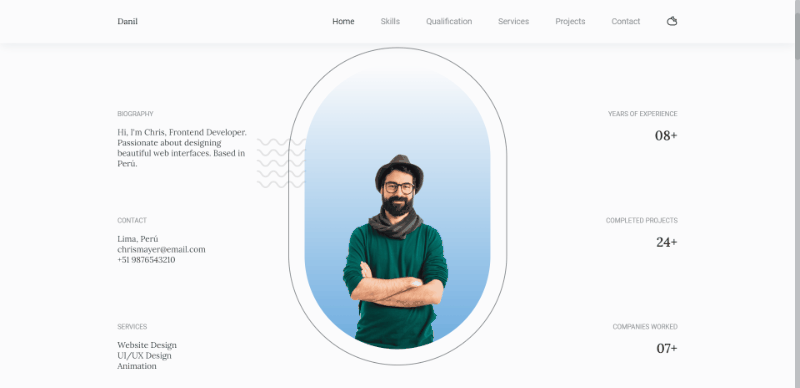 Danil
Home
Skills
Qualification
Services
Projects
Contact
BIOGRAPHY
Hi, I'm Chris, Frontend Developer.
Passionate about designing
beautiful web interfaces. Based in
Perú.
CONTACT
Lima, Perú
chrismayer@email.com
+51 9876543210
SERVICES
Website Design
UI/UX Design
Animation
YEARS OF EXPERIENCE
08+
COMPLETED PROJECTS
24+
COMPANIES WORKED
07+